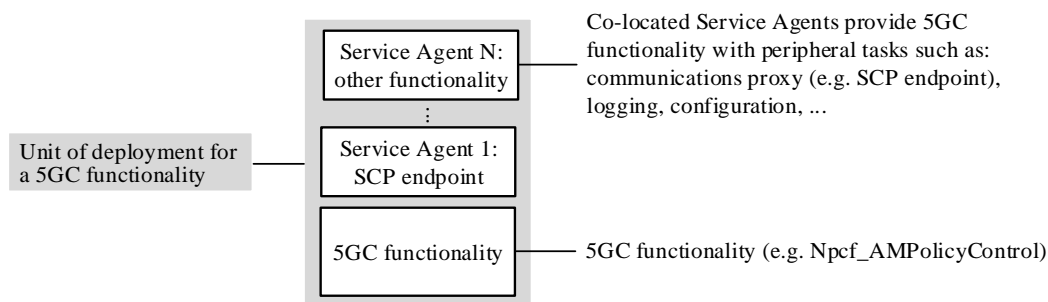 Co-located Service Agents provide 5GC
functionality with peripheral tasks such as:
communications proxy (e.g. SCP endpoint),
logging, configuration, ...
Service Agent N:
other functionality
...
Service Agent 1:
SCP endpoint
Unit of deployment for
a 5GC functionality
5GC functionality
5GC functionality (e.g. Npcf_AMPolicyControl)